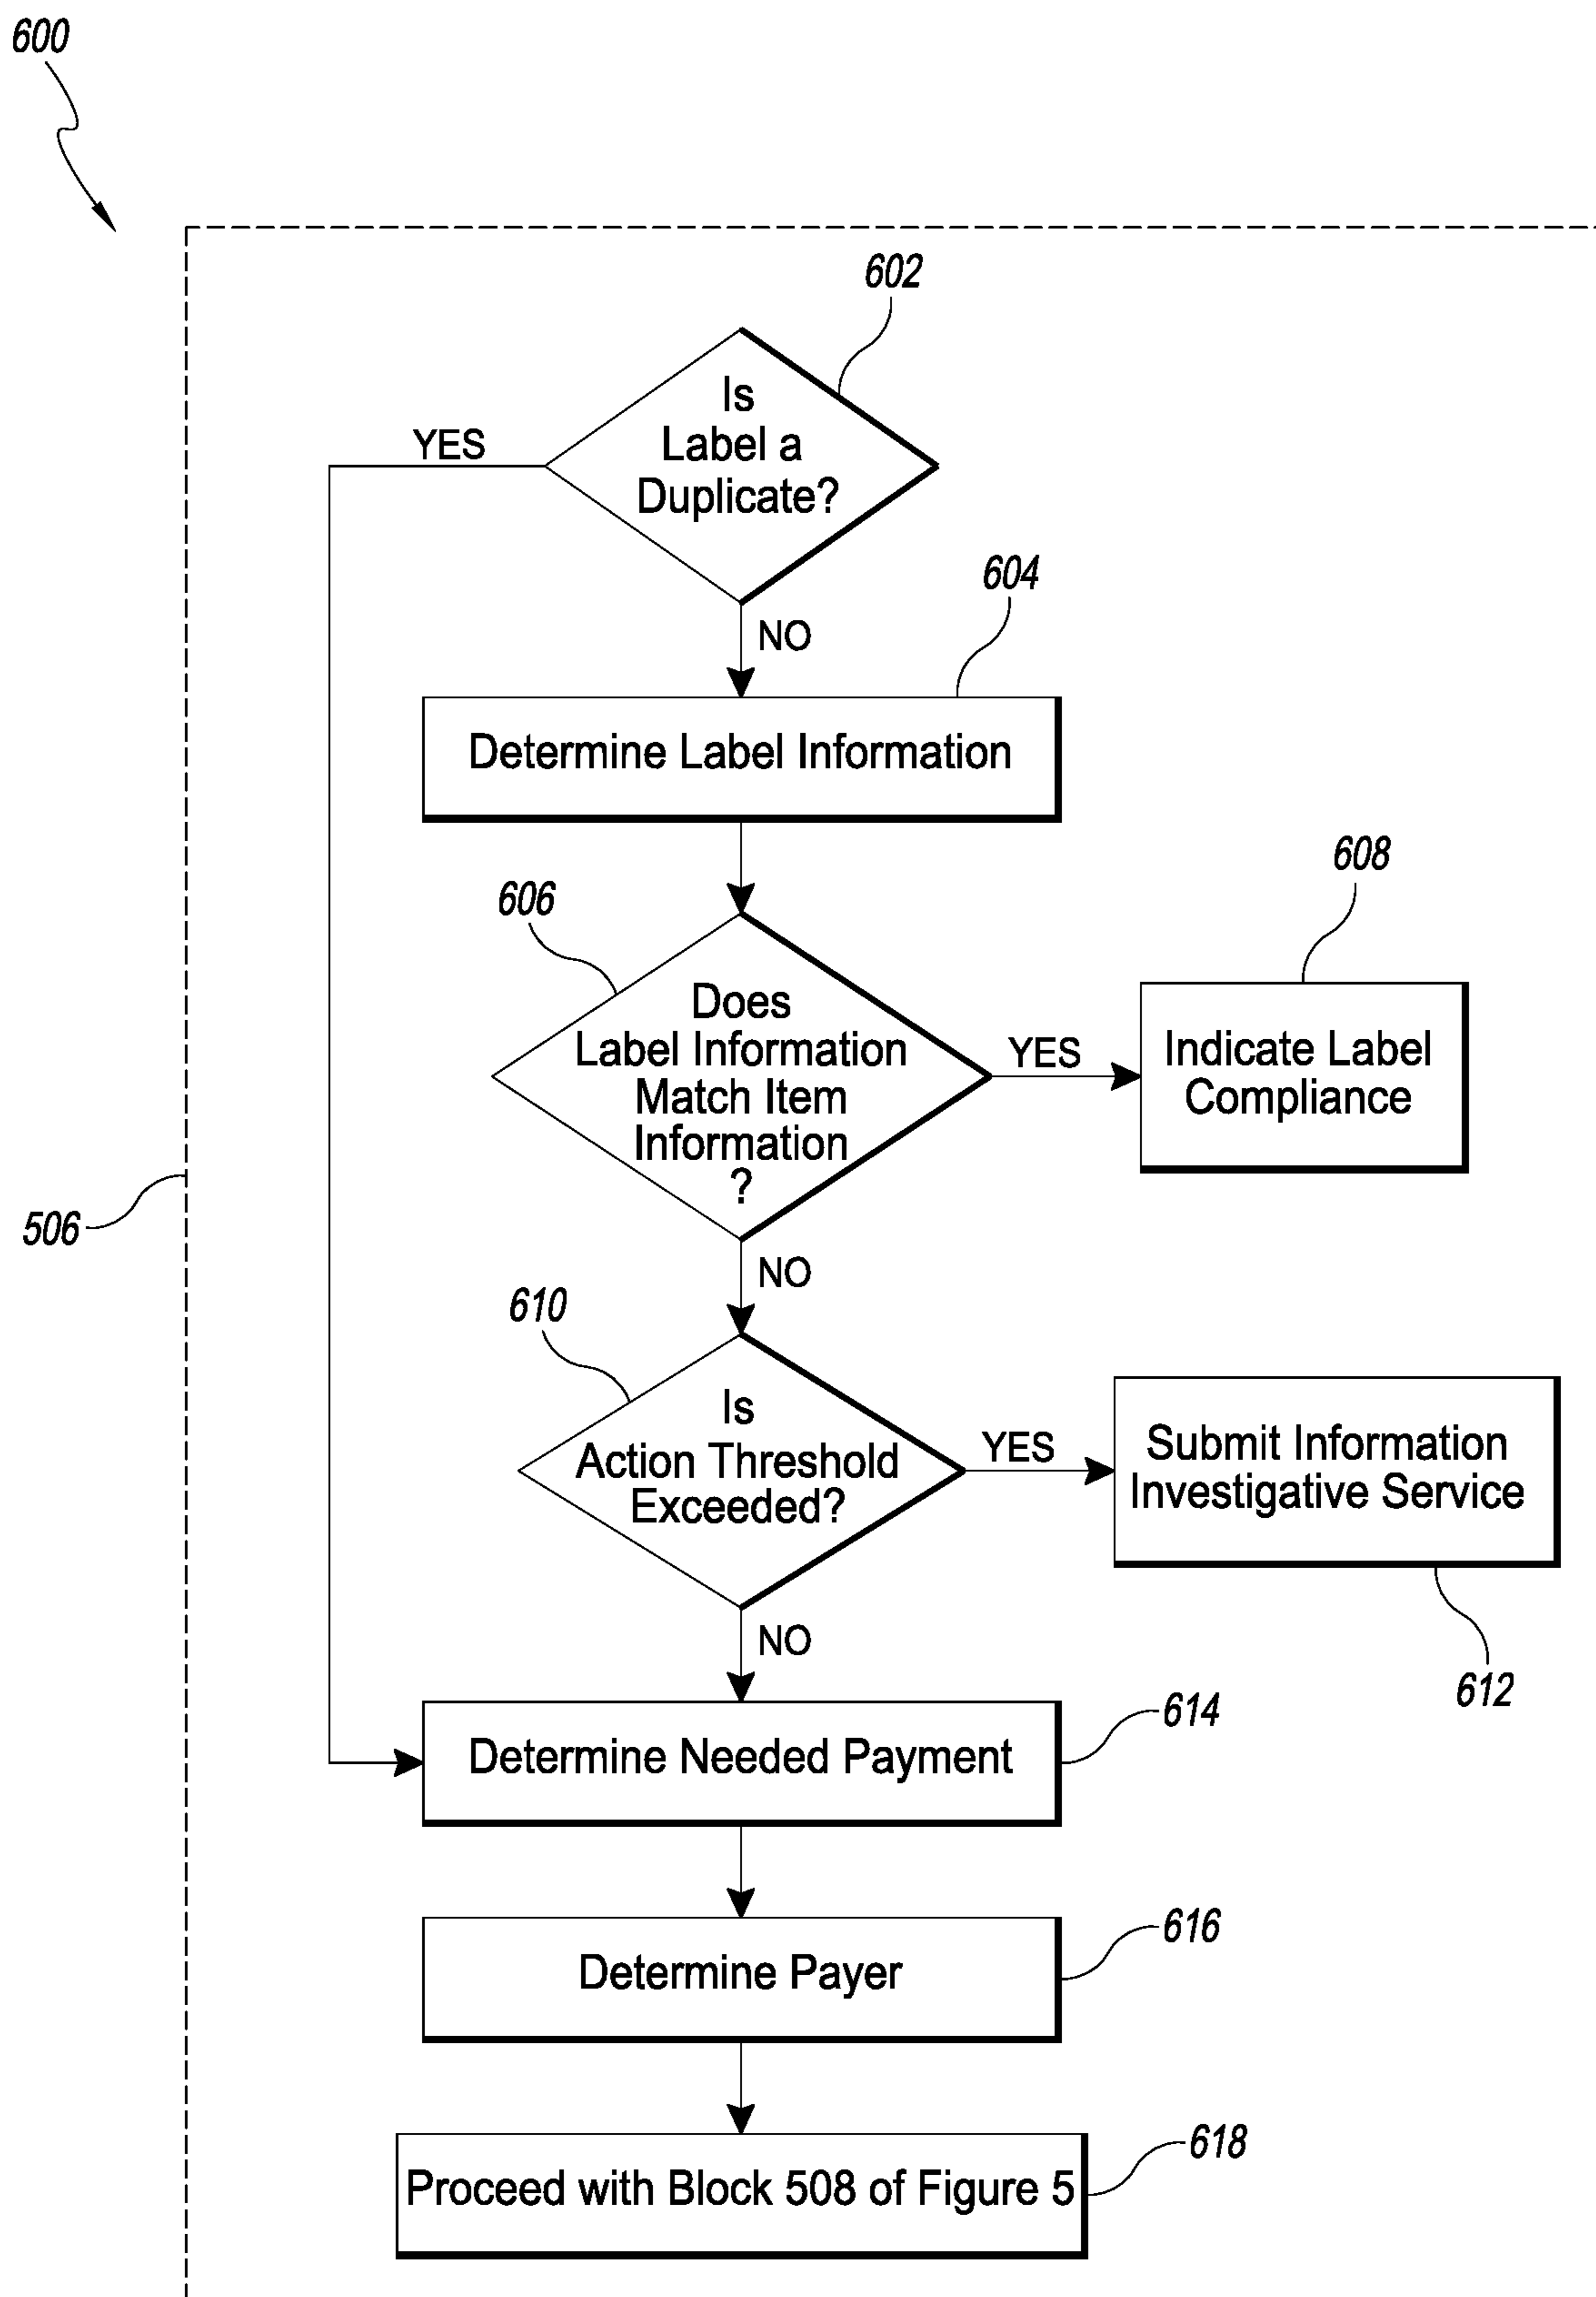 600
602
Is
Label a
Duplicate?
YES
604
NO
Determine Label Information
608
606
Does
Label Information
Match Item
Information
?
YES
Indicate Label
Compliance
506
NO
610
Is
Action Threshold
Exceeded?
YES
Submit Information
Investigative Service
NO
612
614
Determine Needed Payment
616
Determine Payer
618
Proceed with Block 508 of Figure 5